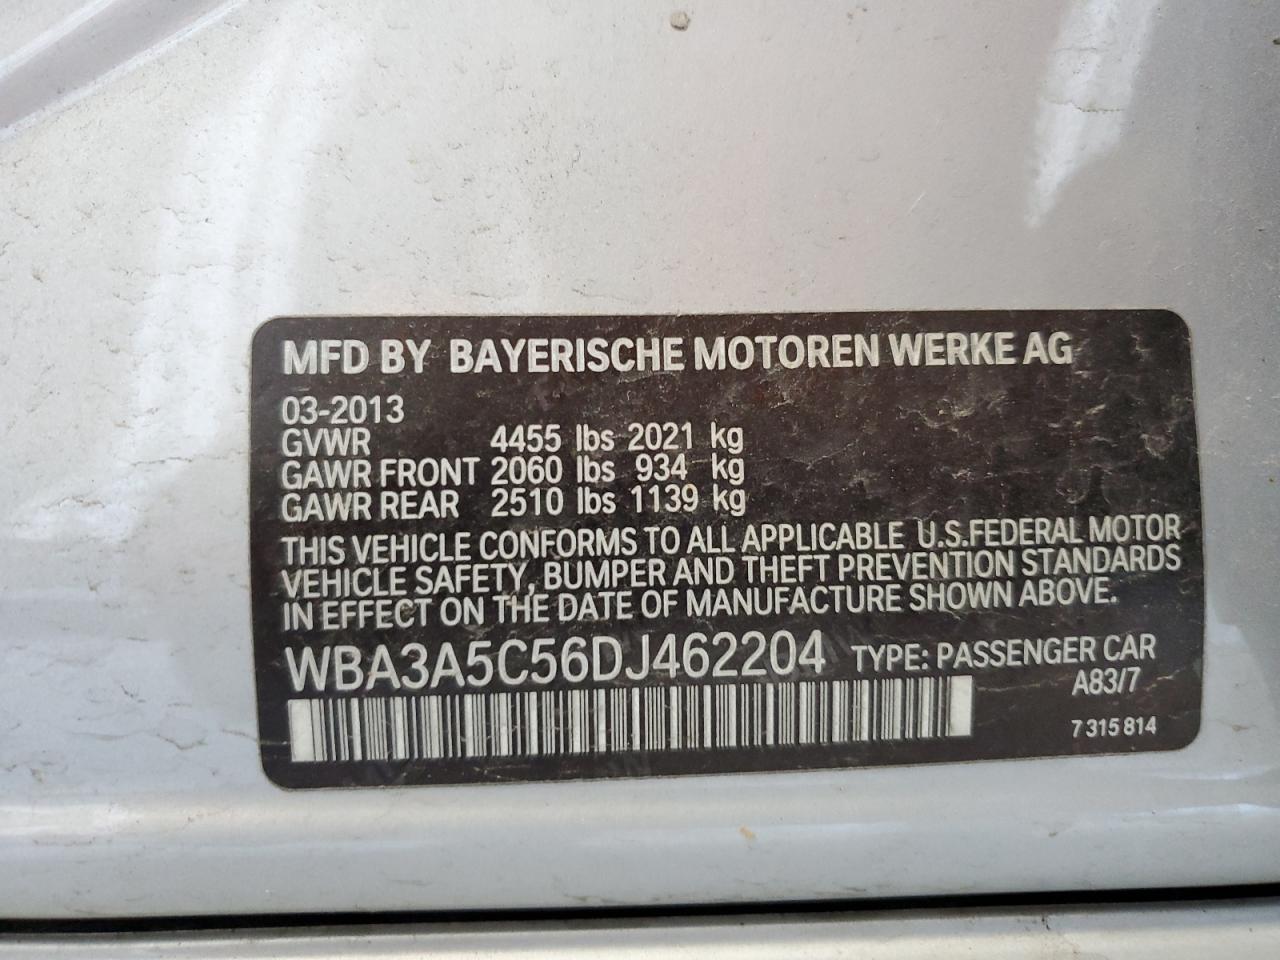 MFD BY BAYERISCHE MOTOREN WERKE AG
03-2013
GVWR 4455 lbs 2021 kg
GAWR FRONT 2060 lbs 934 kg
GAWR REAR 2510 lbs 1139 kg
THIS VEHICLE CONFORMS TO ALL APPLICABLE U.S.FEDERAL MOTOR
VEHICLE SAFETY, BUMPER AND THEFT PREVENTION STANDARDS
IN EFFECT ON THE DATE OF MANUFACTURE SHOWN ABOVE.
WBA3A5C56DJ462204 TYPE: PASSENGER CAR
A83/7
7 315 814